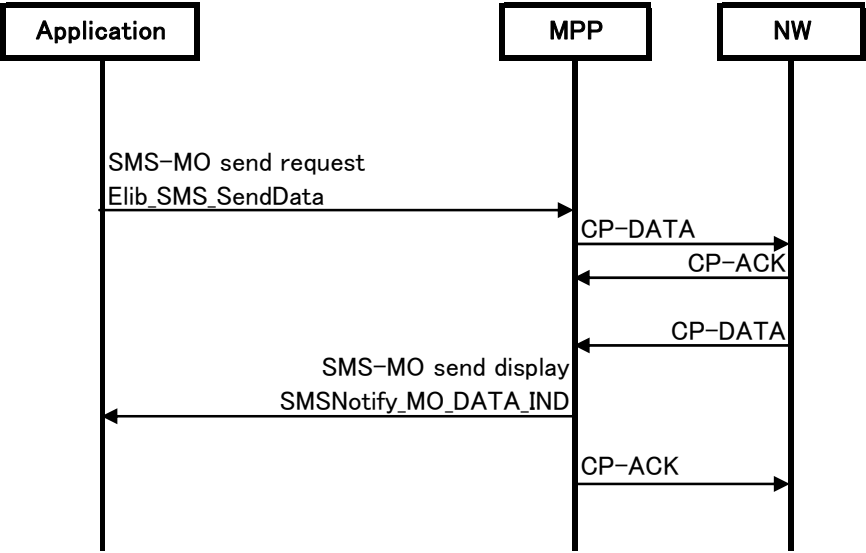 Application
MPP
NW
SMS-MO send request
Elib_SMS_SendData
CP-DATA
CP-ACK
CP-DATA
SMS-MO send display
SMSNotify_MO_DATA_IND
CP-ACK